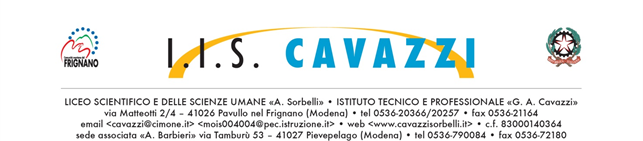 FRIGNANO
I.I.S. CAVAZZI
LICEO SCIENTIFICO E DELLE SCIENZE UMANE «A. Sorbelli» • ISTITUTO TECNICO E PROFESSIONALE «G. A. Cavazzi»
via Matteotti 2/4 – 41026 Pavullo nel Frignano (Modena) • tel 0536-20366/20257 • fax 0536-21164
email <cavazzi@cimone.it> <mois004004@pec.istruzione.it> • web <www.cavazzisorbelli.it> • c.f. 83000140364
sede associata «A. Barbieri» via Tamburù 53 – 41027 Pievepelago (Modena) • tel 0536-790084 • fax 0536-72180